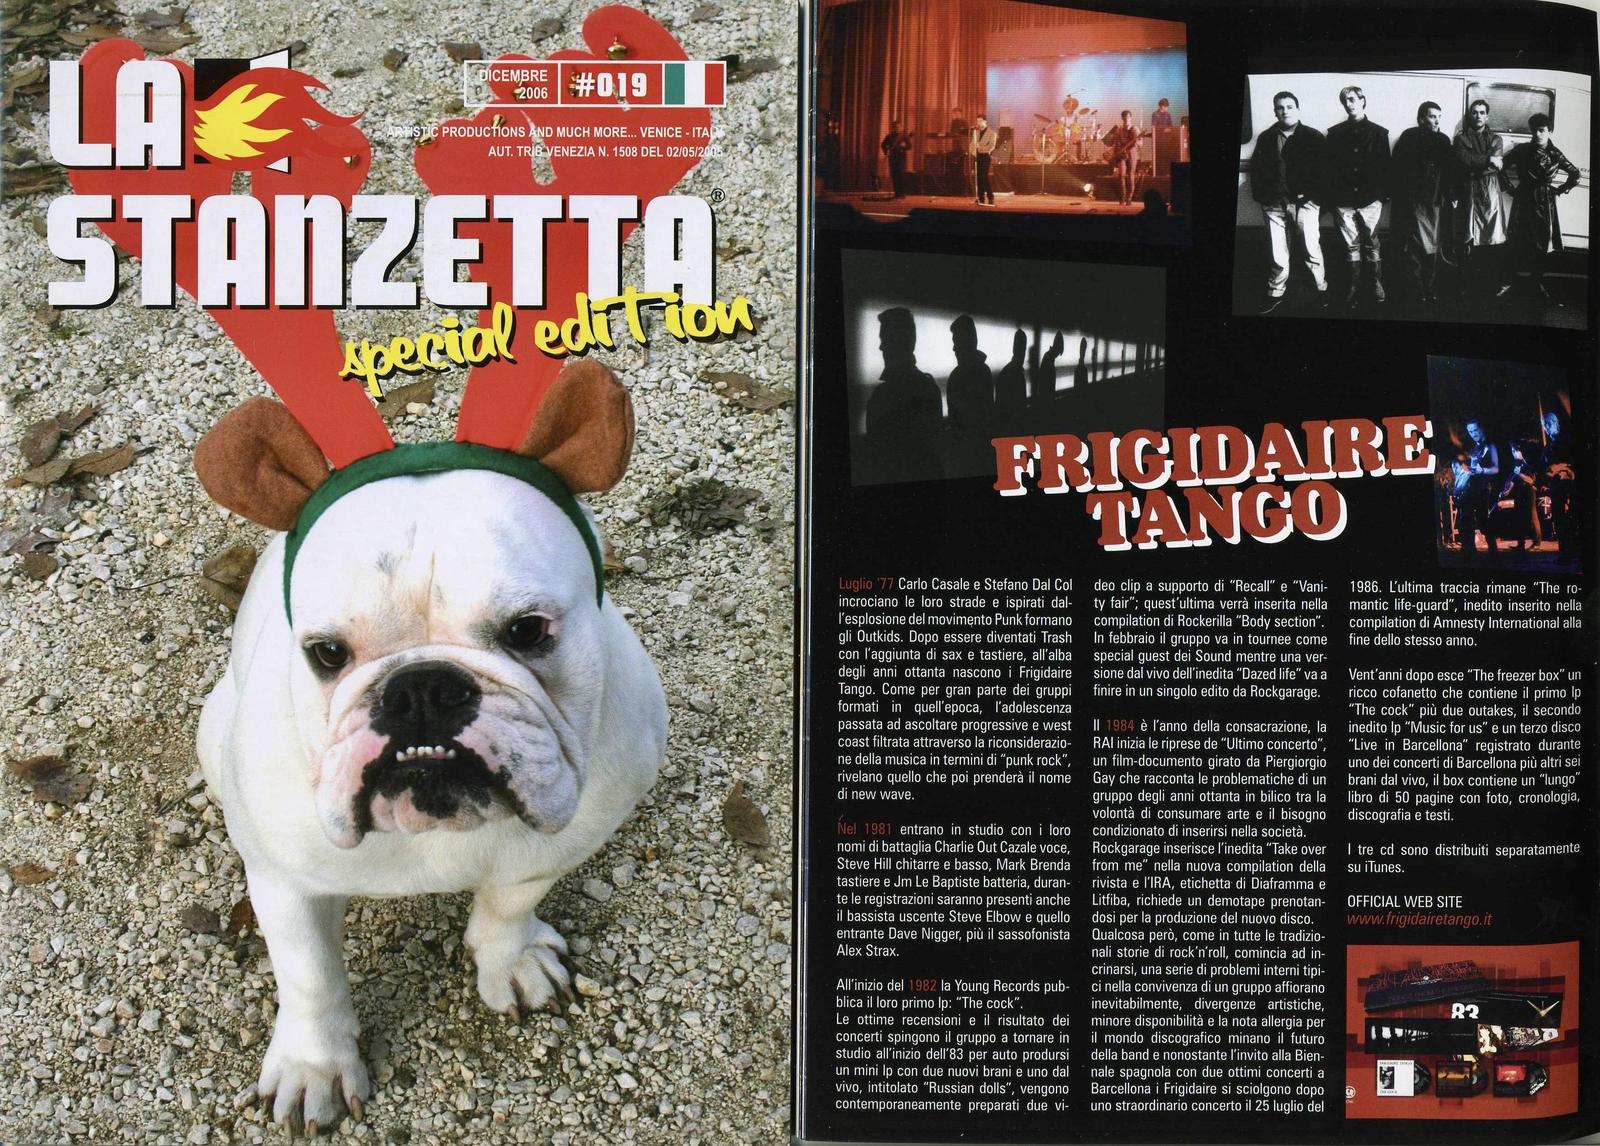 LA
STANZETTA®
special edition
DICEMBRE
2006
#019
ARTISTIC PRODUCTIONS AND MUCH MORE... VENICE - ITALY
AUT. TRIB VENEZIA N. 1508 DEL 02/05/2005
FRIGIDAIRE
TANGO
Luglio '77 Carlo Casale e Stefano Dal Col
incrociano le loro strade e ispirati dal-
l'esplosione del movimento Punk formano
gli Outkids. Dopo essere diventati Trash
con l'aggiunta di sax e tastiere, all'alba
degli anni ottanta nascono i Frigidaire
Tango. Come per gran parte dei gruppi
formati in quell'epoca, l'adolescenza
passata ad ascoltare progressive e west
coast filtrata attraverso la riconsiderazio-
ne della musica in termini di “punk rock”,
rivelano quello che poi prenderà il nome
di new wave.
Nel 1981 entrano in studio con i loro
nomi di battaglia Charlie Out Cazale voce,
Steve Hill chitarre e basso, Mark Brenda
tastiere e Jm Le Baptiste batteria, duran-
te le registrazioni saranno presenti anche
il bassista uscente Steve Elbow e quello
entrante Dave Nigger, più il sassofonista
Alex Strax.
All'inizio del 1982 la Young Records pub-
blica il loro primo lp: “The cock”.
Le ottime recensioni e il risultato dei
concerti spingono il gruppo a tornare in
studio all'inizio dell'83 per auto prodursi
un mini lp con due nuovi brani e uno dal
vivo, intitolato “Russian dolls”, vengono
contemporaneamente preparati due vi-
deo clip a supporto di “Recall” e “Vani-
ty fair”; quest'ultima verrà inserita nella
compilation di Rockerilla “Body section”.
In febbraio il gruppo va in tournee come
special guest dei Sound mentre una ver-
sione dal vivo dell'inedita “Dazed life” va a
finire in un singolo edito da Rockgarage.
Il 1984 è l'anno della consacrazione, la
RAI inizia le riprese de “Ultimo concerto”,
un film-documento girato da Piergiorgio
Gay che racconta le problematiche di un
gruppo degli anni ottanta in bilico tra la
volontà di consumare arte e il bisogno
condizionato di inserirsi nella società.
Rockgarage inserisce l'inedita “Take over
from me” nella nuova compilation della
rivista e l'IRA, etichetta di Diaframma e
Litfiba, richiede un demotape prenotan-
dosi per la produzione del nuovo disco.
Qualcosa però, come in tutte le tradizio-
nali storie di rock'n'roll, comincia ad in-
crinarsi, una serie di problemi interni tipi-
ci nella convivenza di un gruppo affiorano
inevitabilmente, divergenze artistiche,
minore disponibilità e la nota allergia per
il mondo discografico minano il futuro
della band e nonostante l'invito alla Bien-
nale spagnola con due ottimi concerti a
Barcellona i Frigidaire si sciolgono dopo
uno straordinario concerto il 25 luglio del
1986. L'ultima traccia rimane “The ro-
mantic life-guard”, inedito inserito nella
compilation di Amnesty International alla
fine dello stesso anno.
Vent'anni dopo esce “The freezer box” un
ricco cofanetto che contiene il primo lp
“The cock” più due outakes, il secondo
inedito lp “Music for us” e un terzo disco
“Live in Barcellona” registrato durante
uno dei concerti di Barcellona più altri sei
brani dal vivo, il box contiene un “lungo”
libro di 50 pagine con foto, cronologia,
discografia e testi.
I tre cd sono distribuiti separatamente
su iTunes.
OFFICIAL WEB SITE
www.frigidairetango.it
83